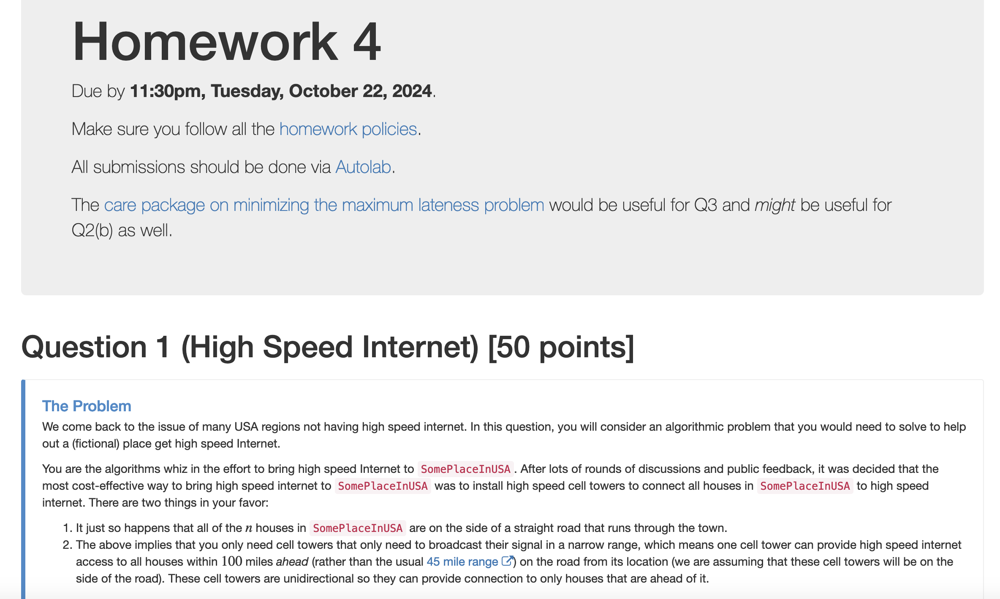 Homework 4
Due by 11:30pm, Tuesday, October 22, 2024.
Make sure you follow all the homework policies.
All submissions should be done via Autolab.
The care package on minimizing the maximum lateness problem would be useful for Q3 and might be useful for
Q2(b) as well.
Question 1 (High Speed Internet) [50 points]
The Problem
We come back to the issue of many USA regions not having high speed internet. In this question, you will consider an algorithmic problem that you would need to solve to help
out a (fictional) place get high speed Internet.
You are the algorithms whiz in the effort to bring high speed Internet to SomePlaceInUSA. After lots of rounds of discussions and public feedback, it was decided that the
most cost-effective way to bring high speed internet to SomePlaceInUSA was to install high speed cell towers to connect all houses in SomePlaceInUSA to high speed
internet. There are two things in your favor:
1. It just so happens that all of the n houses in SomePlaceInUSA are on the side of a straight road that runs through the town.
2. The above implies that you only need cell towers that only need to broadcast their signal in a narrow range, which means one cell tower can provide high speed internet
access to all houses within 100 miles ahead (rather than the usual 45 mile range) on the road from its location (we are assuming that these cell towers will be on the
side of the road). These cell towers are unidirectional so they can provide connection to only houses that are ahead of it.